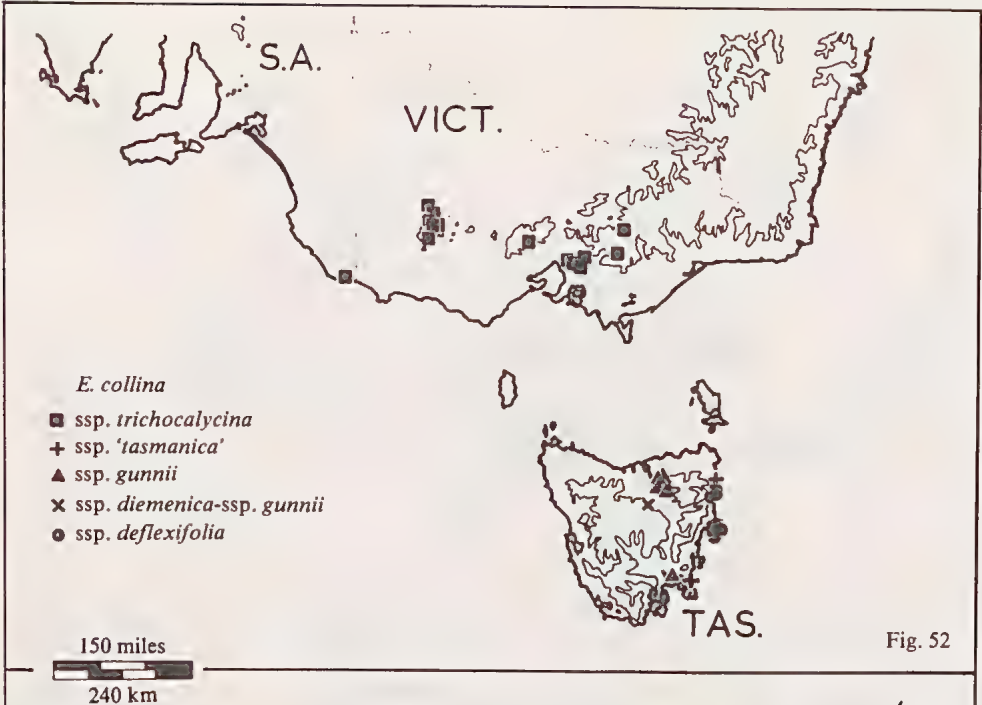 S.A.
VICT.
E. collina
ssp. trichocalycina
ssp. 'tasmanica'
ssp. gunnii
ssp. diemenica-ssp. gunnii
ssp. deflexifolia
TAS.
Fig. 52
150 miles
240 km